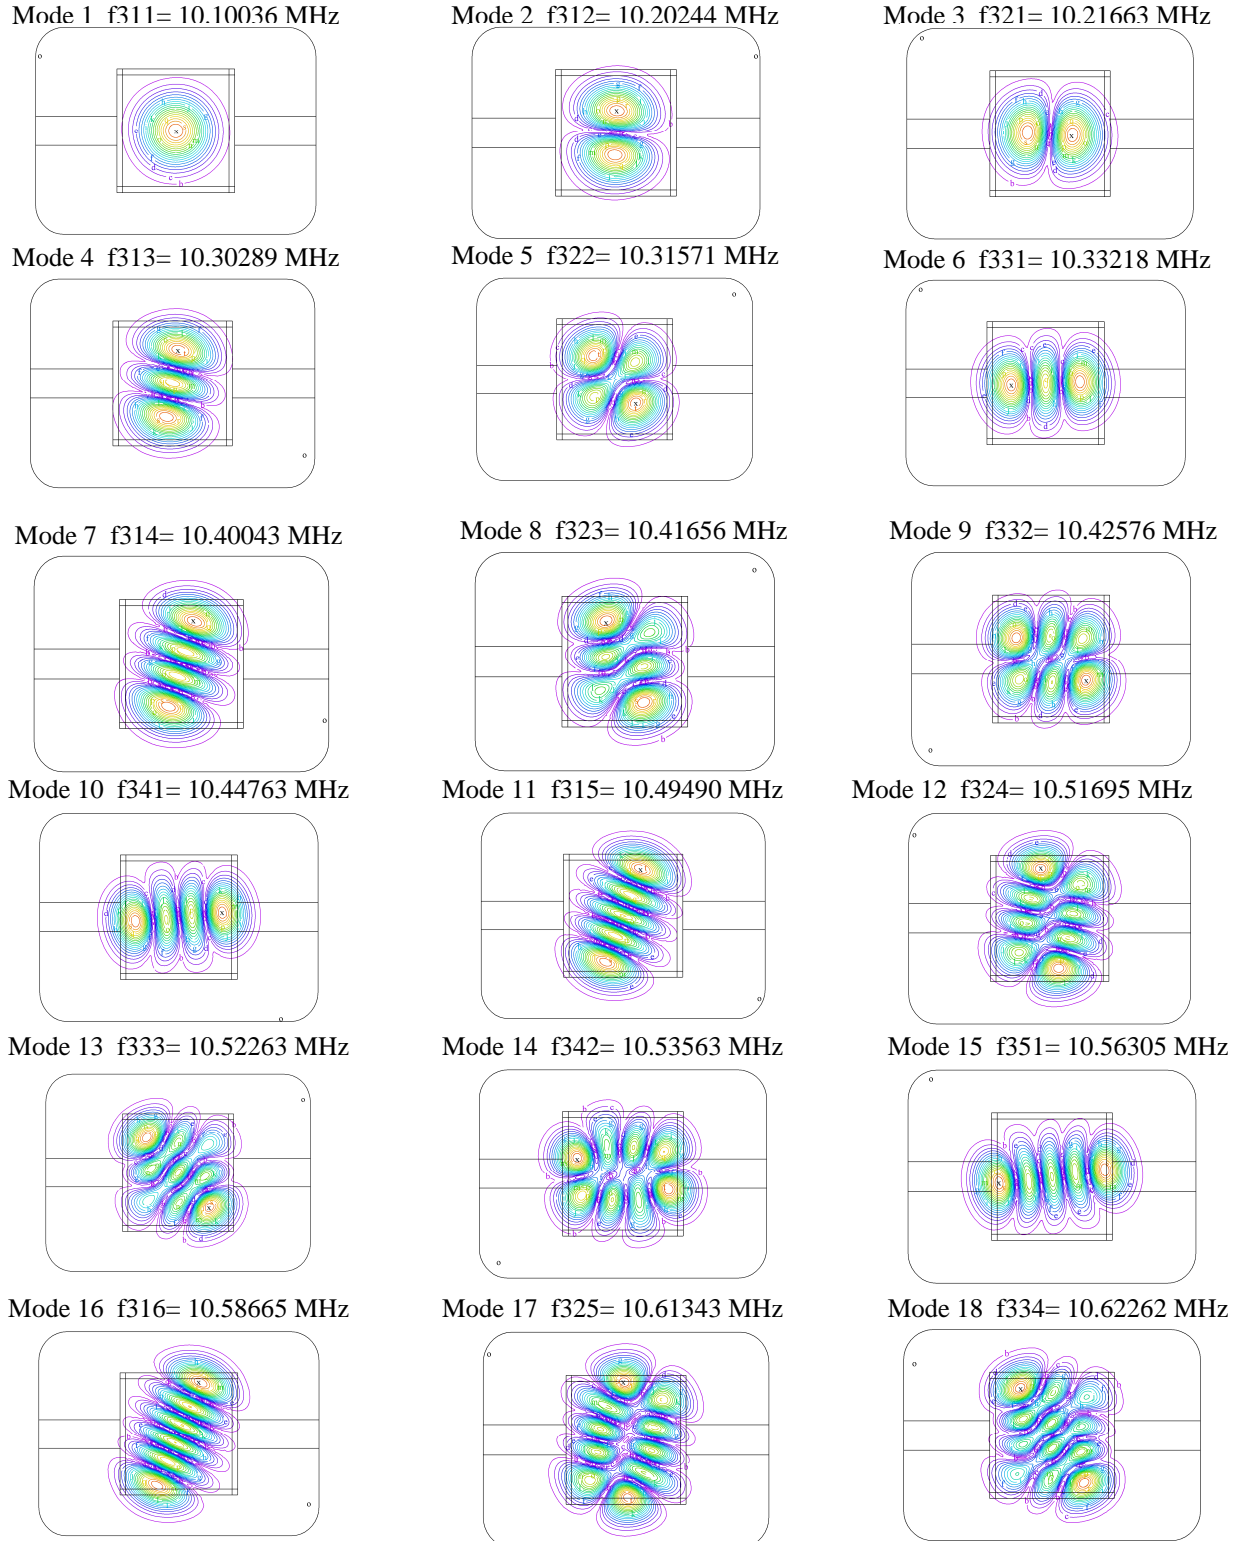 Mode 1 f311= 10.10036 MHz
Mode 2 f312= 10.20244 MHz
Mode 3 f321= 10.21663 MHz
Mode 4 f313= 10.30289 MHz
Mode 5 f322= 10.31571 MHz
Mode 6 f331= 10.33218 MHz
Mode 7 f314= 10.40043 MHz
Mode 8 f323= 10.41656 MHz
Mode 9 f332= 10.42576 MHz
Mode 10 f341= 10.44763 MHz
Mode 11 f315= 10.49490 MHz
Mode 12 f324= 10.51695 MHz
Mode 13 f333= 10.52263 MHz
Mode 14 f342= 10.53563 MHz
Mode 15 f351= 10.56305 MHz
Mode 16 f316= 10.58665 MHz
Mode 17 f325= 10.61343 MHz
Mode 18 f334= 10.62262 MHz